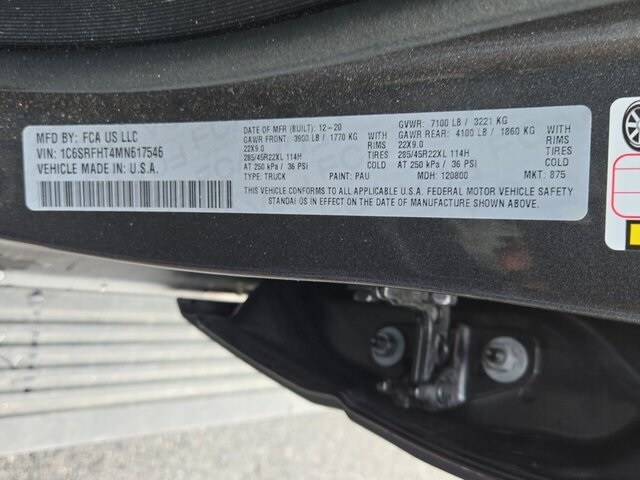 MFD BY: FCA US LLC
VIN: 1C6SRFHT4MN617546
VEHICLE MADE IN: U.S.A.
DATE OF MFR (BUILT): 12-20
GAWR FRONT: 3900 LB / 1770 KG WITH
22X9.0 RIMS
285/45R22XL 114H TIRES
AT 250 kPa / 36 PSI
TYPE: TRUCK PAINT: PAU
GVWR: 7100 LB / 3221 KG
GAWR REAR: 4100 LB / 1860 KG WITH
22X9.0 RIMS
285/45R22XL 114H TIRES
AT 250 kPa / 36 PSI
MDH: 120800 MKT: 875
THIS VEHICLE CONFORMS TO ALL APPLICABLE U.S.A. FEDERAL MOTOR VEHICLE SAFETY
STANDARDS IN EFFECT ON THE DATE OF MANUFACTURE SHOWN ABOVE.